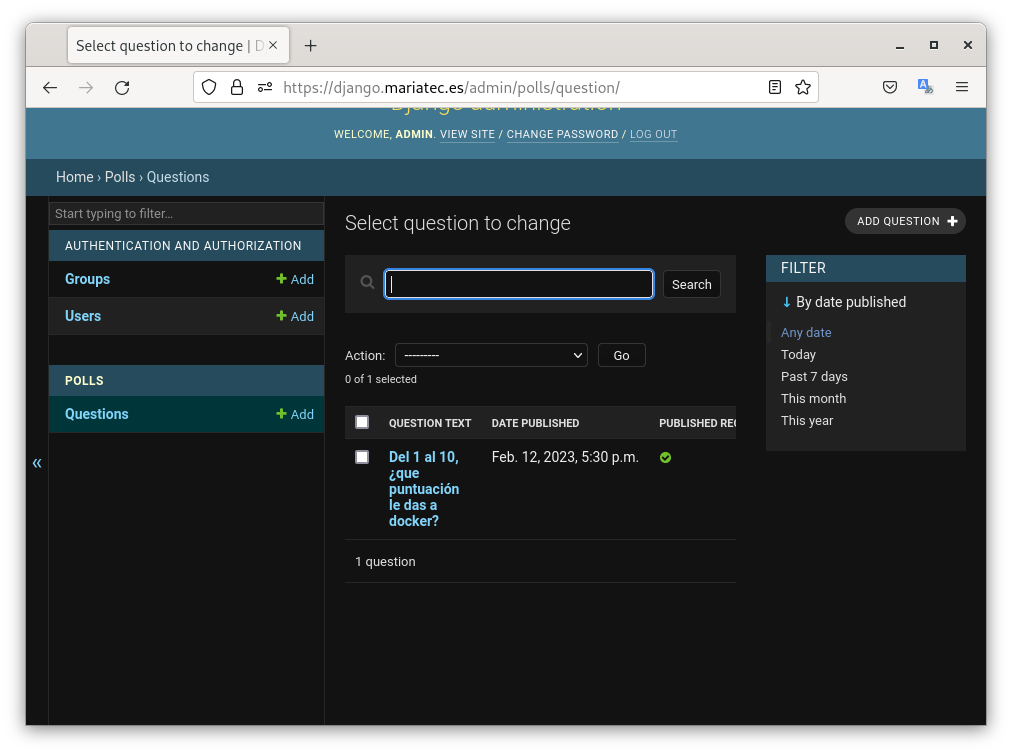 Select question to change | D
https://django.mariatec.es/admin/polls/question/
Django administration
WELCOME, ADMIN. VIEW SITE / CHANGE PASSWORD / LOG OUT
Home › Polls › Questions
Start typing to filter…
AUTHENTICATION AND AUTHORIZATION
Groups + Add
Users + Add
POLLS
Questions + Add
«
Select question to change
ADD QUESTION +
Search
Action: --------- Go
0 of 1 selected
QUESTION TEXT DATE PUBLISHED PUBLISHED REC
Del 1 al 10, Feb. 12, 2023, 5:30 p.m.
¿que
puntuación
le das a
docker?
1 question
FILTER
↓ By date published
Any date
Today
Past 7 days
This month
This year